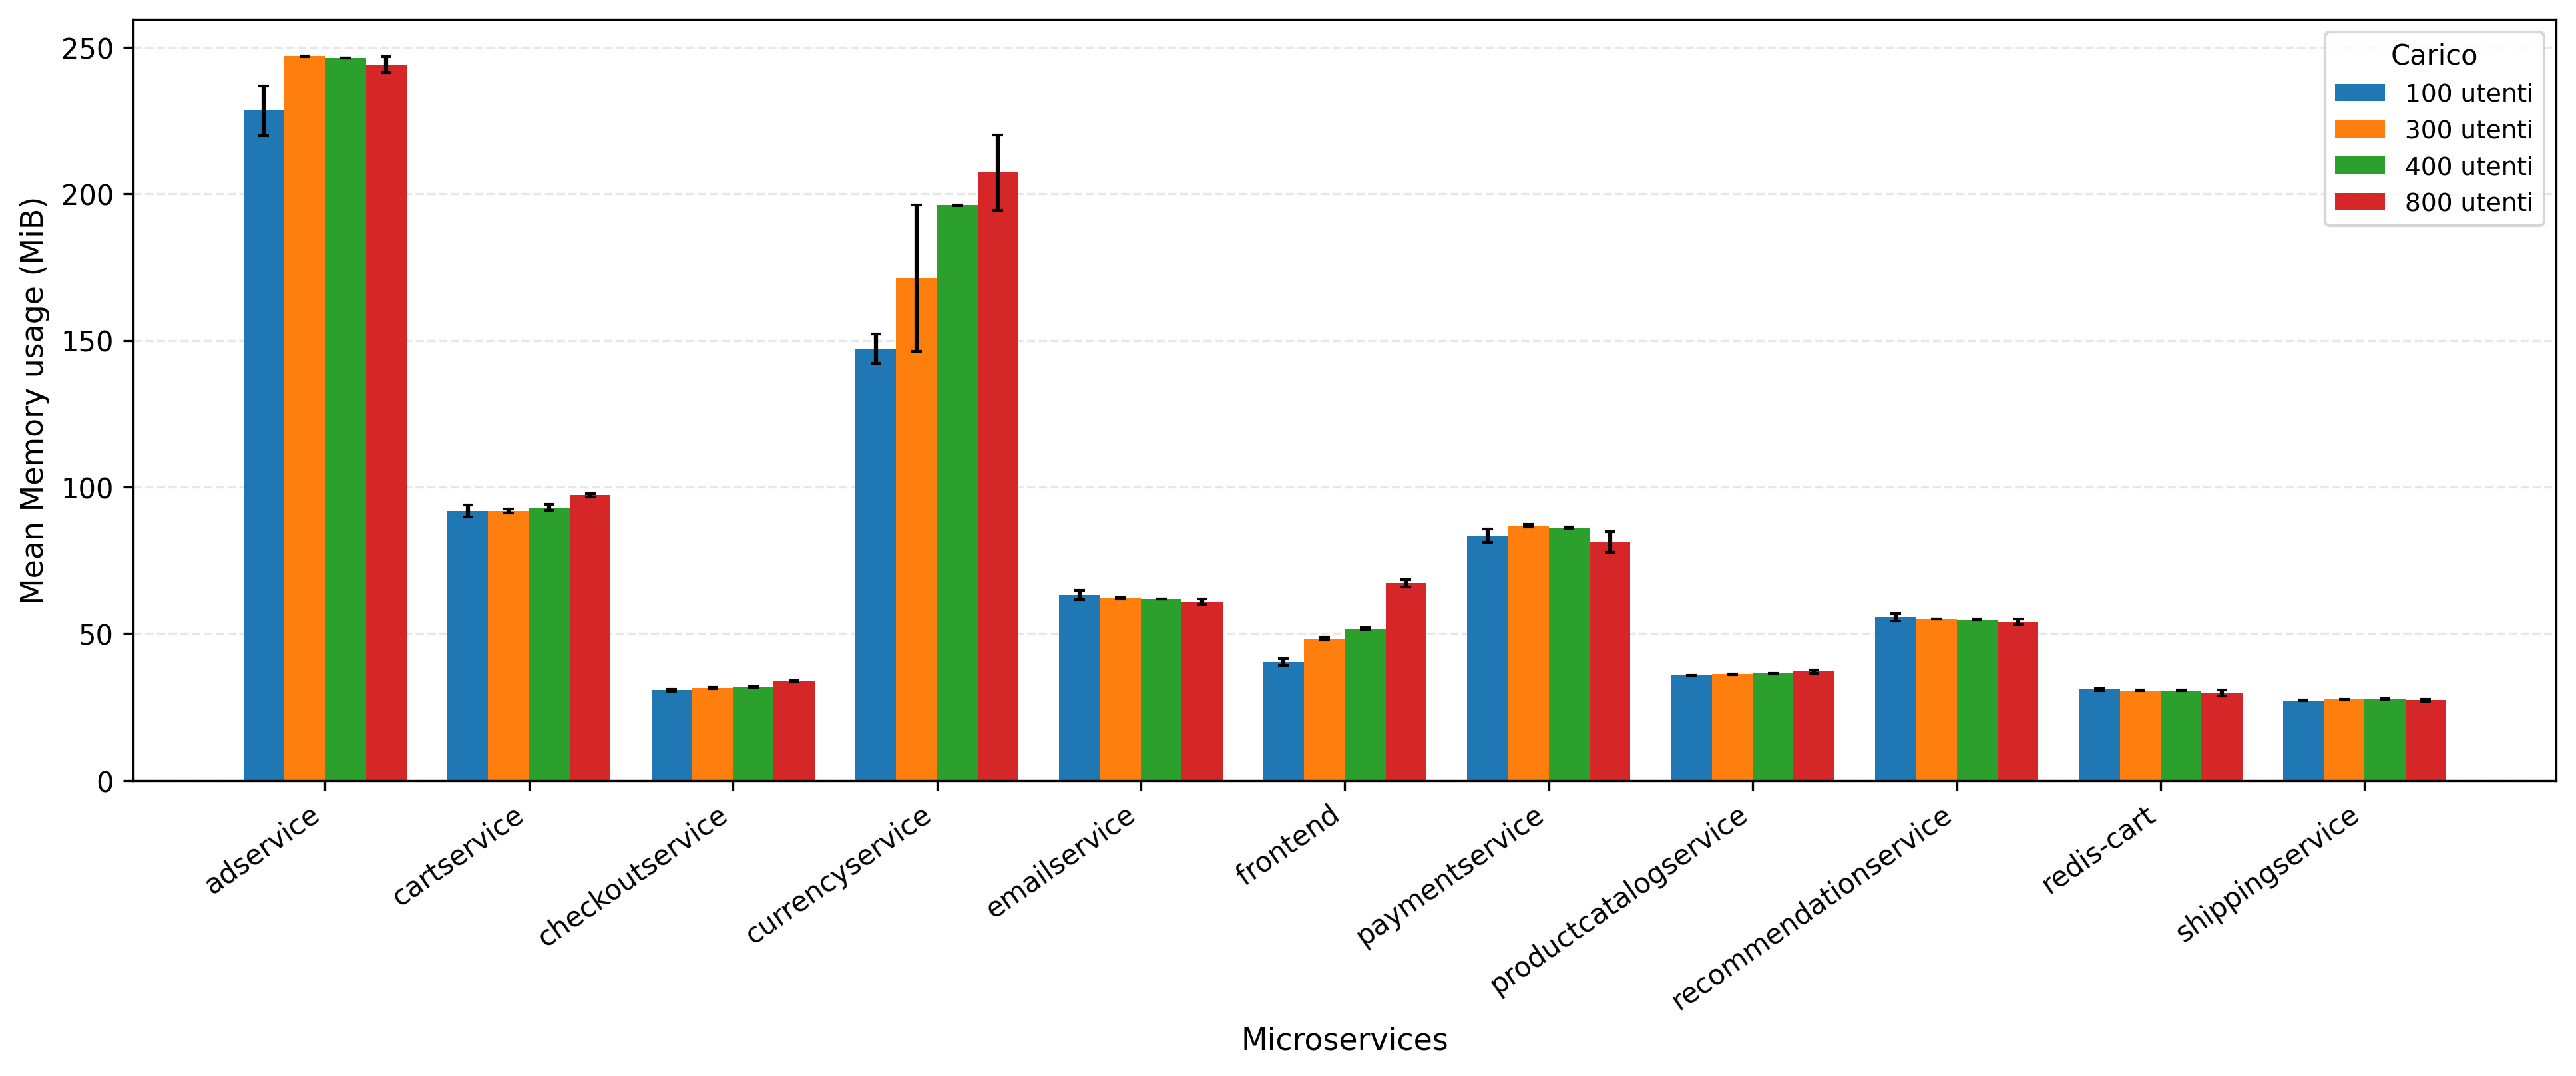 Mean Memory usage (MiB)
250
200
150
100
50
0
Carico
100 utenti
300 utenti
400 utenti
800 utenti
adservice
cartservice
checkoutservice
currencyservice
emailservice
frontend
paymentservice
productcatalogservice
recommendationservice
redis-cart
shippingservice
Microservices